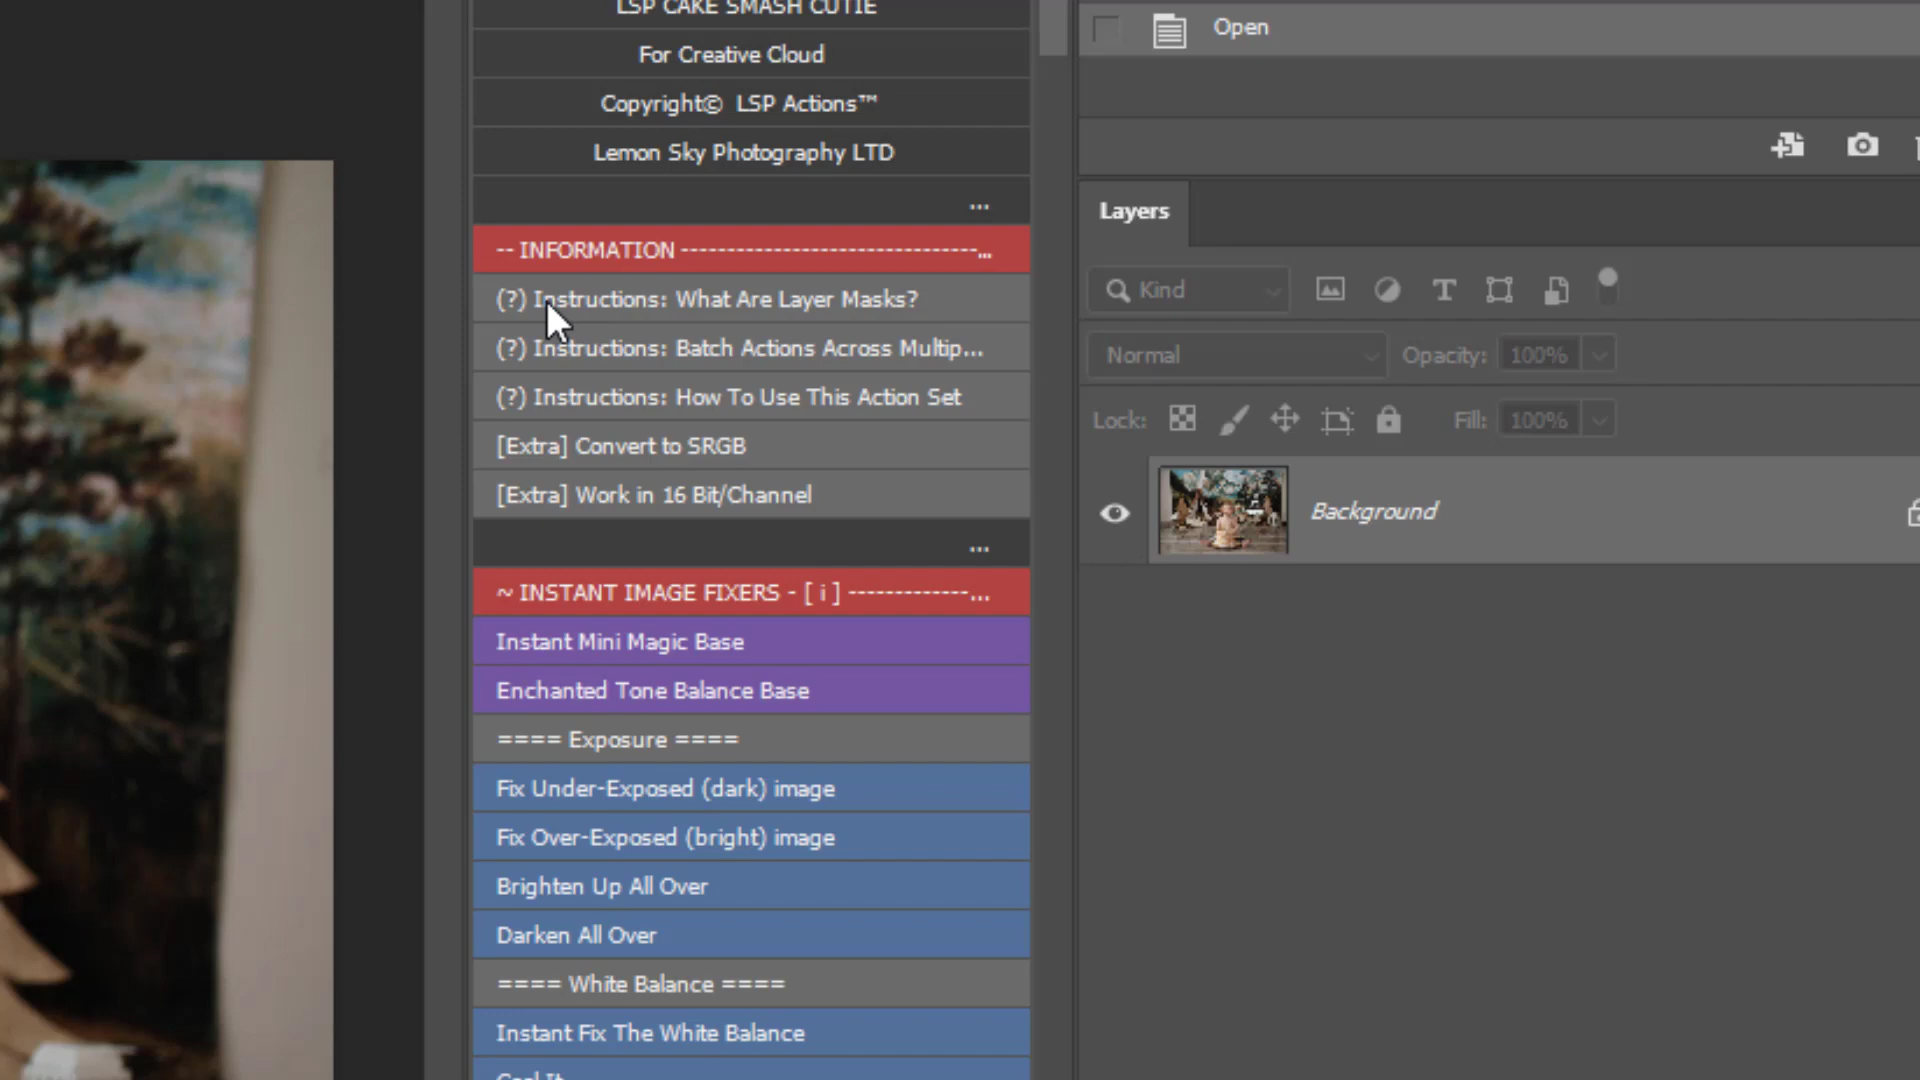 LSP CAKE SMASH CUTIE
For Creative Cloud
Copyright© LSP Actions™
Lemon Sky Photography LTD
...
-- INFORMATION --------------------------------...
(?) Instructions: What Are Layer Masks?
(?) Instructions: Batch Actions Across Multip...
(?) Instructions: How To Use This Action Set
[Extra] Convert to SRGB
[Extra] Work in 16 Bit/Channel
...
~ INSTANT IMAGE FIXERS - [ i ] -------------...
Instant Mini Magic Base
Enchanted Tone Balance Base
==== Exposure ====
Fix Under-Exposed (dark) image
Fix Over-Exposed (bright) image
Brighten Up All Over
Darken All Over
==== White Balance ====
Instant Fix The White Balance
Cool It
Open
Layers
Kind
Normal
Opacity: 100%
Lock:
Fill: 100%
Background